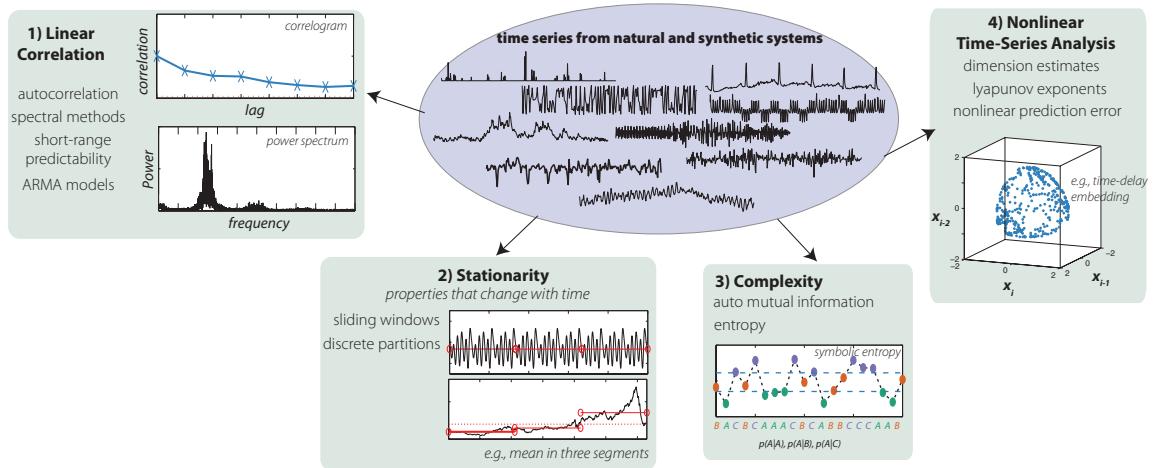 time series from natural and synthetic systems
1) Linear
Correlation
autocorrelation
spectral methods
short-range
predictability
ARMA models
correlogram
correlation
lag
power spectrum
Power
frequency
2) Stationarity
properties that change with time
sliding windows
discrete partitions
e.g., mean in three segments
3) Complexity
auto mutual information
entropy
symbolic entropy
B A C B C A A A C B C A B B C C C A A B
p(A|A), p(A|B), p(A|C)
4) Nonlinear
Time-Series Analysis
dimension estimates
lyapunov exponents
nonlinear prediction error
e.g., time-delay
embedding
2
0
−2
x i-2
−2
0
2
x i
2
0
−2
x i-1